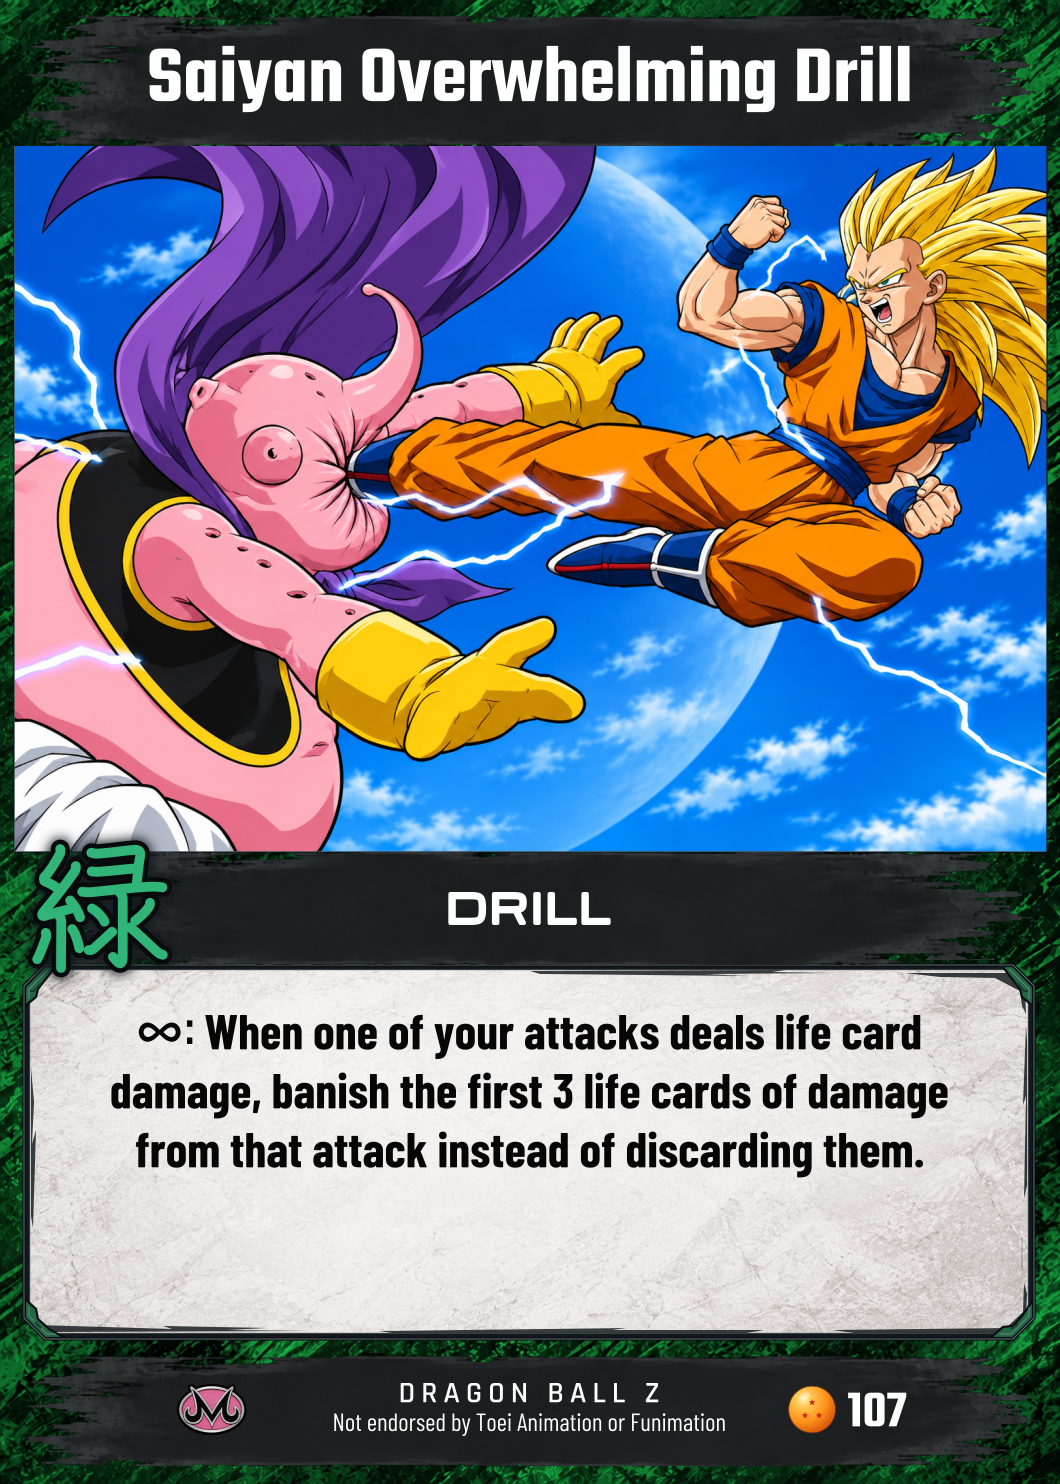 Saiyan Overwhelming Drill
緑
DRILL
∞: When one of your attacks deals life card
damage, banish the first 3 life cards of damage
from that attack instead of discarding them.
DRAGON BALL Z
Not endorsed by Toei Animation or Funimation
107